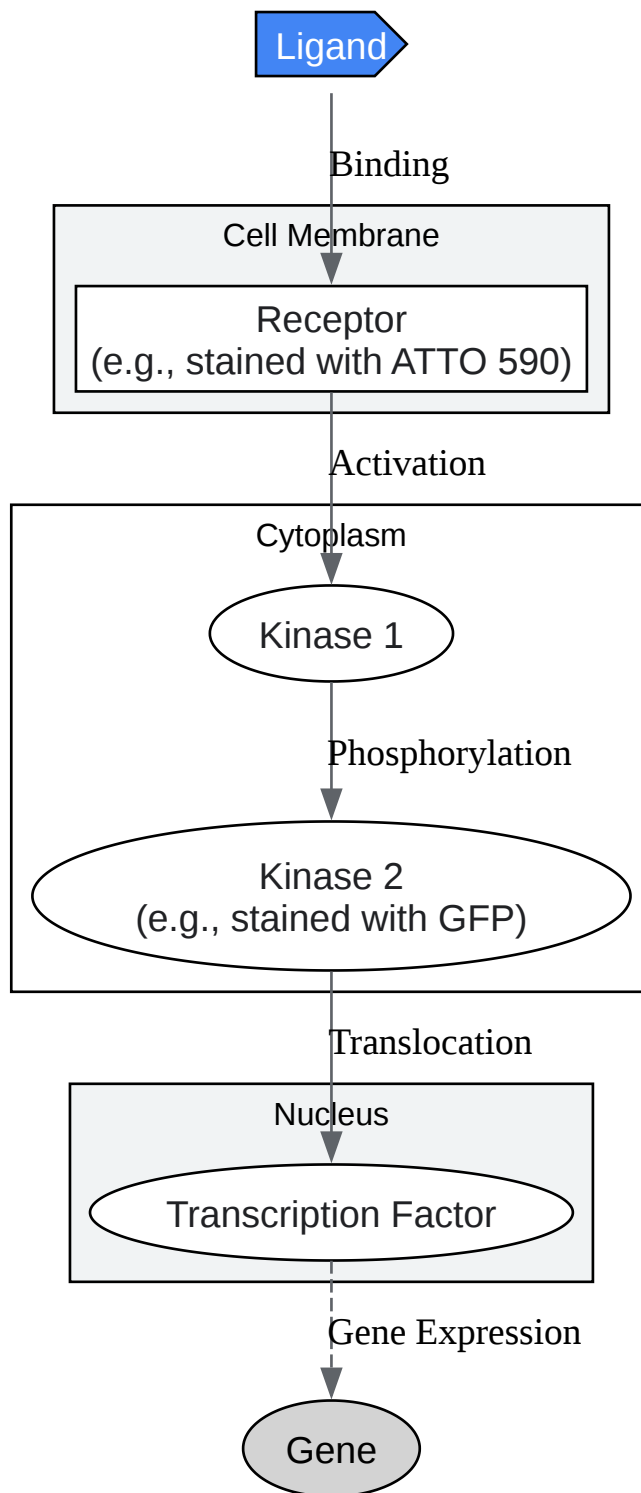 Ligand
Binding
Cell Membrane
Receptor
(e.g., stained with ATTO 590)
Activation
Cytoplasm
Kinase 1
Phosphorylation
Kinase 2
(e.g., stained with GFP)
Translocation
Nucleus
Transcription Factor
Gene Expression
Gene